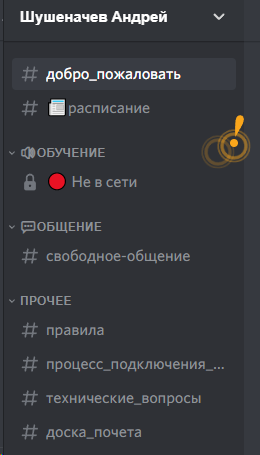 Шушеначев Андрей
# добро_пожаловать
# расписание
ОБУЧЕНИЕ
Не в сети
ОБЩЕНИЕ
# свободное-общение
ПРОЧЕЕ
# правила
# процесс_подключения_...
# технические_вопросы
# доска_почета